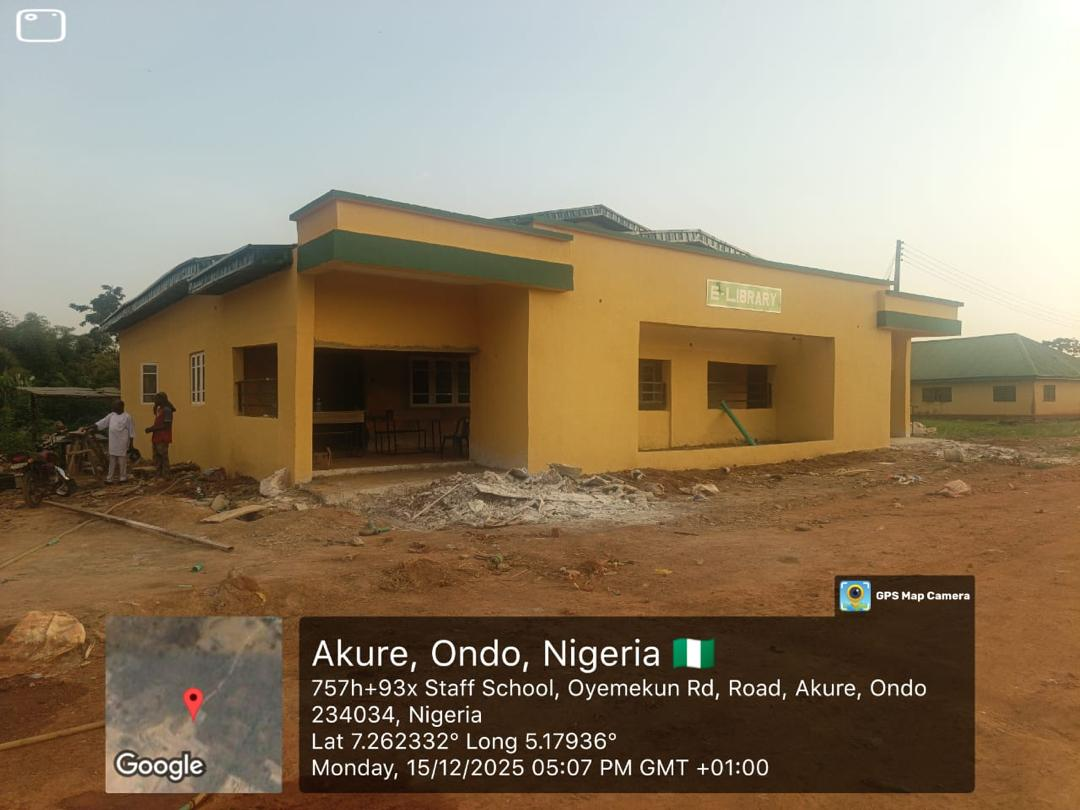 E-LIBRARY
GPS Map Camera
Akure, Ondo, Nigeria 🇳🇬
757h+93x Staff School, Oyemekun Rd, Road, Akure, Ondo
234034, Nigeria
Lat 7.262332° Long 5.17936°
Monday, 15/12/2025 05:07 PM GMT +01:00
Google